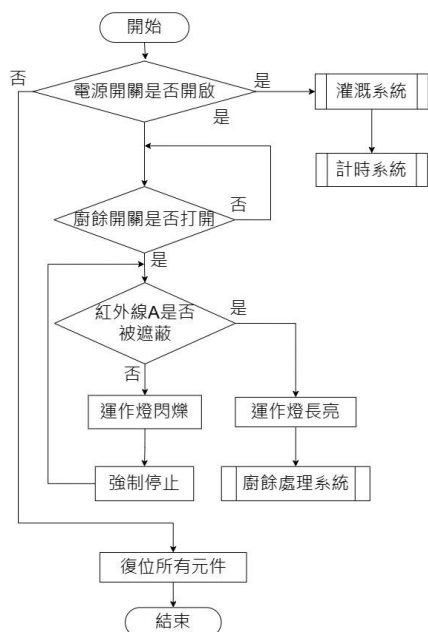 開始
否
電源開關是否開啟
是
灌溉系統
是
計時系統
廚餘開關是否打開
否
是
紅外線A是否
被遮蔽
是
否
運作燈閃爍
運作燈長亮
強制停止
廚餘處理系統
復位所有元件
結束